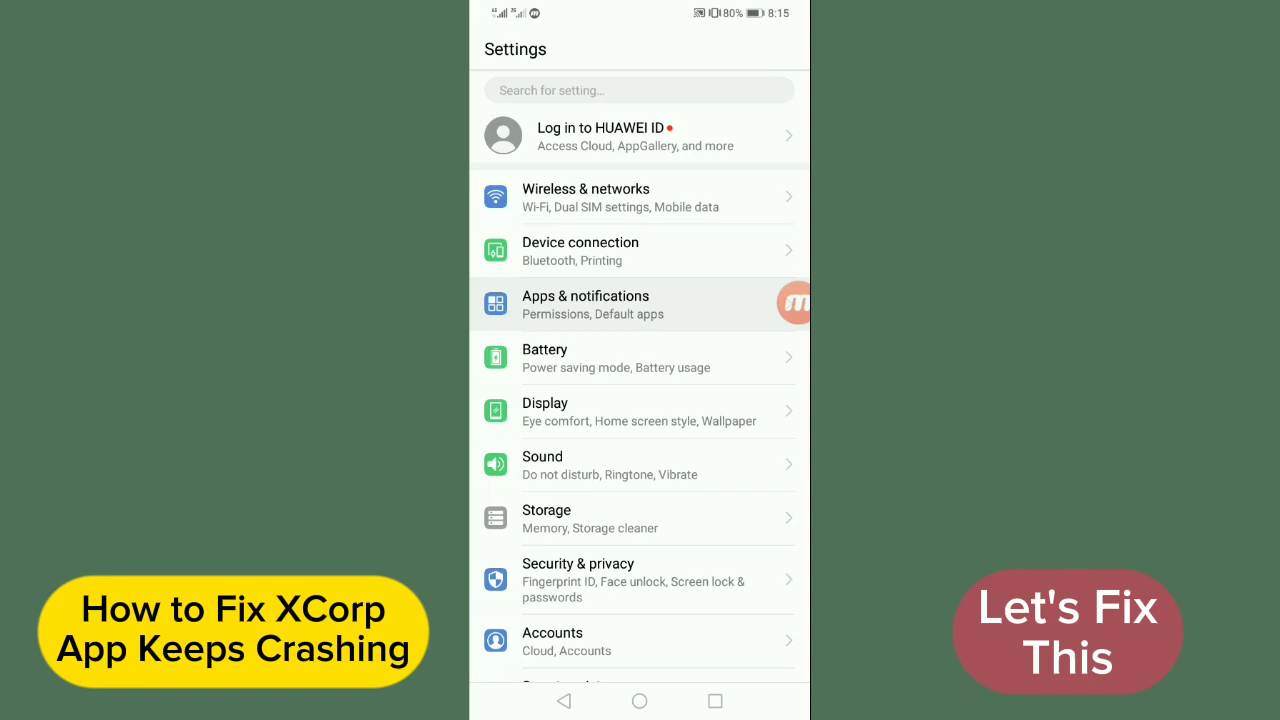 80% 8:15
Settings
Search for setting...
Log in to HUAWEI ID
Access Cloud, AppGallery, and more
Wireless & networks
Wi-Fi, Dual SIM settings, Mobile data
Device connection
Bluetooth, Printing
Apps & notifications
Permissions, Default apps
Battery
Power saving mode, Battery usage
Display
Eye comfort, Home screen style, Wallpaper
Sound
Do not disturb, Ringtone, Vibrate
Storage
Memory, Storage cleaner
Security & privacy
Fingerprint ID, Face unlock, Screen lock &
passwords
Accounts
Cloud, Accounts
How to Fix XCorp
App Keeps Crashing
Let's Fix
This